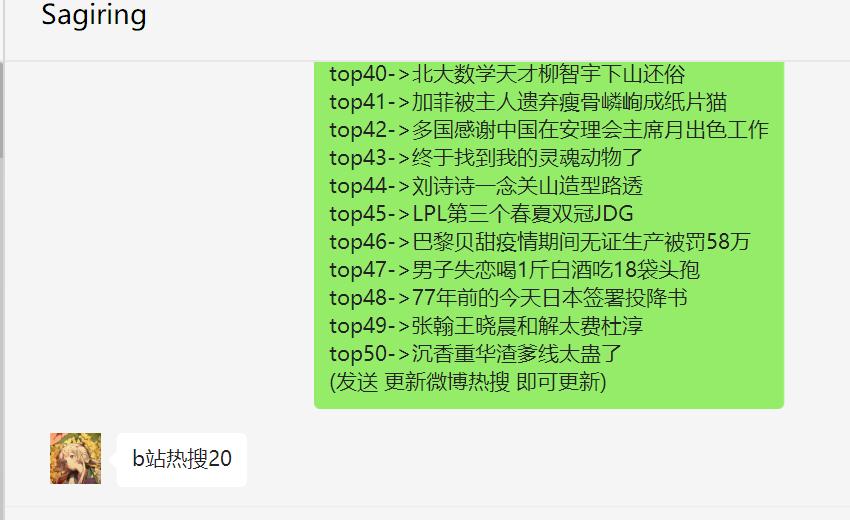 Sagiring
top40->北大数学天才柳智宇下山还俗
top41->加菲被主人遗弃瘦骨嶙峋成纸片猫
top42->多国感谢中国在安理会主席月出色工作
top43->终于找到我的灵魂动物了
top44->刘诗诗一念关山造型路透
top45->LPL第三个春夏双冠JDG
top46->巴黎贝甜疫情期间无证生产被罚58万
top47->男子失恋喝1斤白酒吃18袋头孢
top48->77年前的今天日本签署投降书
top49->张翰王晓晨和解太费杜淳
top50->沉香重华渣爹线太蛊了
(发送 更新微博热搜 即可更新)
b站热搜20